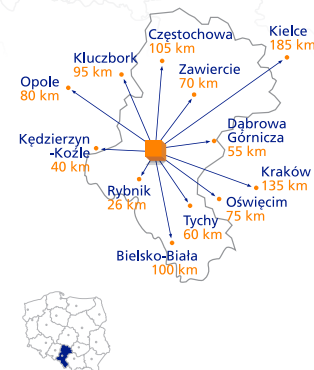 Częstochowa
105 km
Kielce
185 km
Kluczbork
95 km
Zawiercie
70 km
Opole
80 km
Dąbrowa
Górnicza
55 km
Kędzierzyn
-Koźle
40 km
Kraków
135 km
Rybnik
26 km
Oświęcim
75 km
Tychy
60 km
Bielsko-Biała
100 km